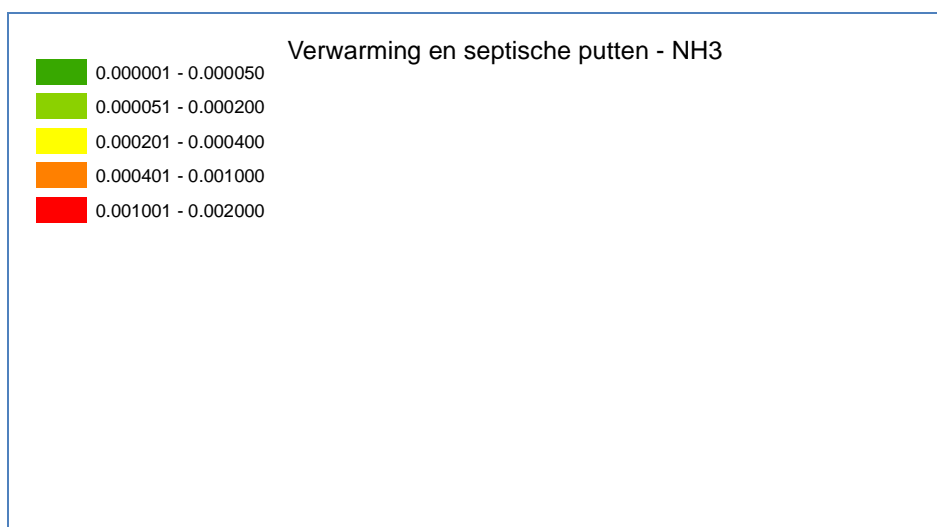 Verwarming en septische putten - NH3
0.000001 - 0.000050
0.000051 - 0.000200
0.000201 - 0.000400
0.000401 - 0.001000
0.001001 - 0.002000